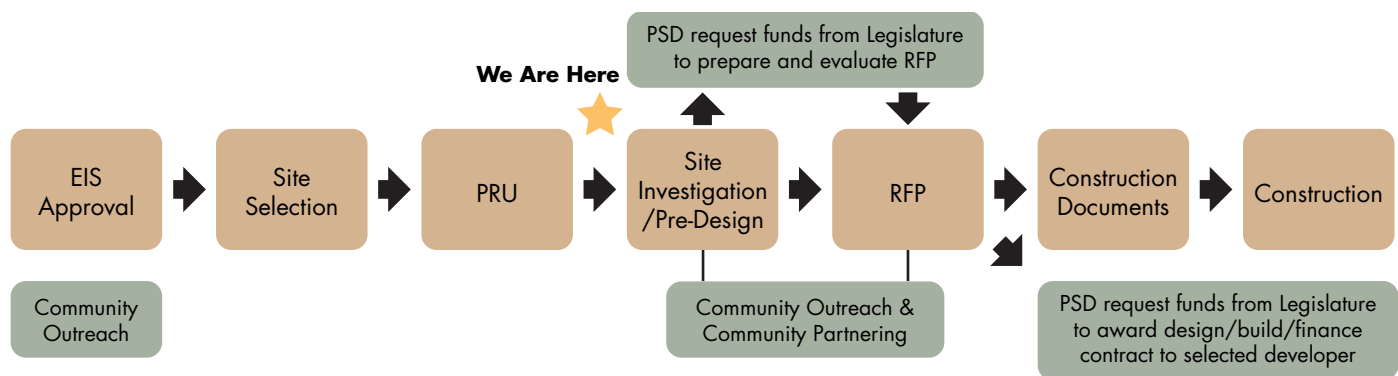 PSD request funds from Legislature
to prepare and evaluate RFP
We Are Here
EIS
Approval
Site
Selection
PRU
Site
Investigation
/Pre-Design
RFP
Construction
Documents
Construction
Community
Outreach
Community Outreach &
Community Partnering
PSD request funds from Legislature
to award design/build/finance
contract to selected developer